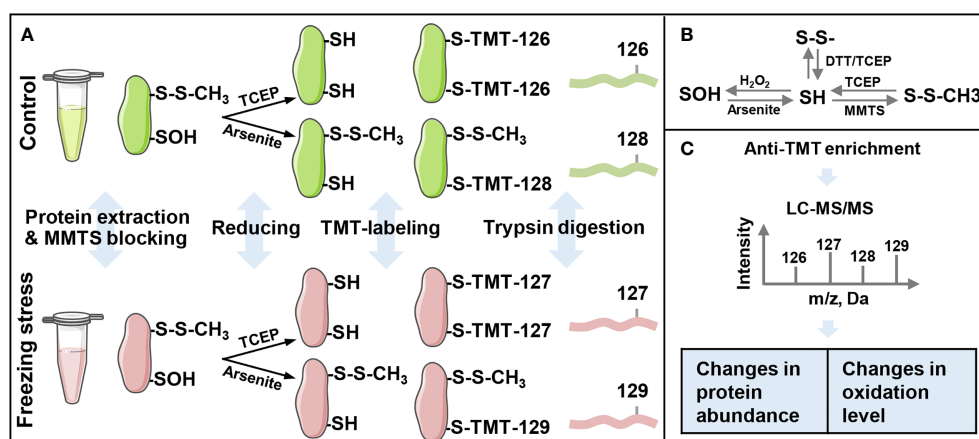 A
Control
S-S-CH₃
SOH
TCEP
Arsenite
SH
SH
S-S-CH₃
SH
S-TMT-126
S-TMT-126
S-S-CH₃
S-TMT-128
126
128
Protein extraction
& MMTS blocking
Reducing
TMT-labeling
Trypsin digestion
Freezing stress
S-S-CH₃
SOH
TCEP
Arsenite
SH
SH
S-S-CH₃
SH
S-TMT-127
S-TMT-127
S-S-CH₃
S-TMT-129
127
129
B
S-S-
DTT/TCEP
SOH
H₂O₂
Arsenite
SH
TCEP
MMTS
S-S-CH3
C
Anti-TMT enrichment
LC-MS/MS
Intensity
126
127
128
129
m/z, Da
Changes in
protein
abundance
Changes in
oxidation
level